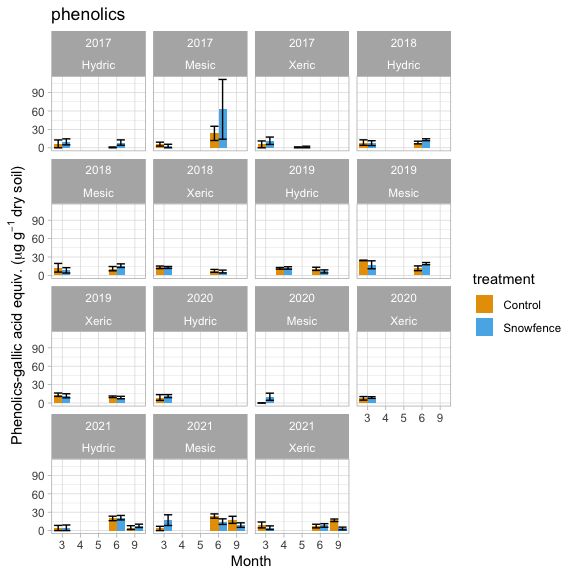 phenolics
2017 2017 2017 2018
Hydric Mesic Xeric Hydric
90
60
30
0
2018 2018 2019 2019
Mesic Xeric Hydric Mesic
90
60
30
0
2019 2020 2020 2020
Xeric Hydric Mesic Xeric
90
60
30
0
3 4 5 6 9
2021 2021 2021
Hydric Mesic Xeric
90
60
30
0
3 4 5 6 9 3 4 5 6 9 3 4 5 6 9
Month
Phenolics-gallic acid equiv. (µg g⁻¹ dry soil)
treatment
Control
Snowfence